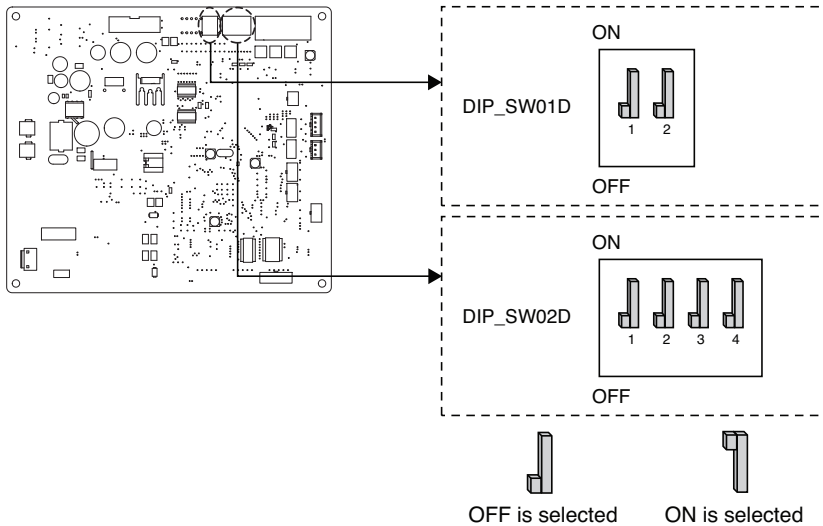 ON
DIP_SW01D
1 2
OFF
ON
DIP_SW02D
1 2 3 4
OFF
OFF is selected
ON is selected